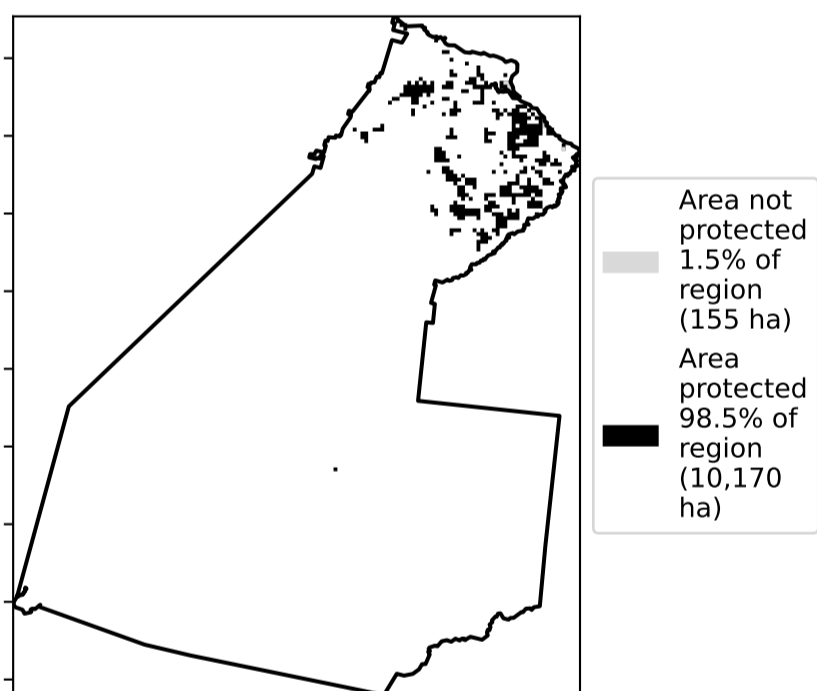 Area not
protected
1.5% of
region
(155 ha)
Area
protected
98.5% of
region
(10,170
ha)